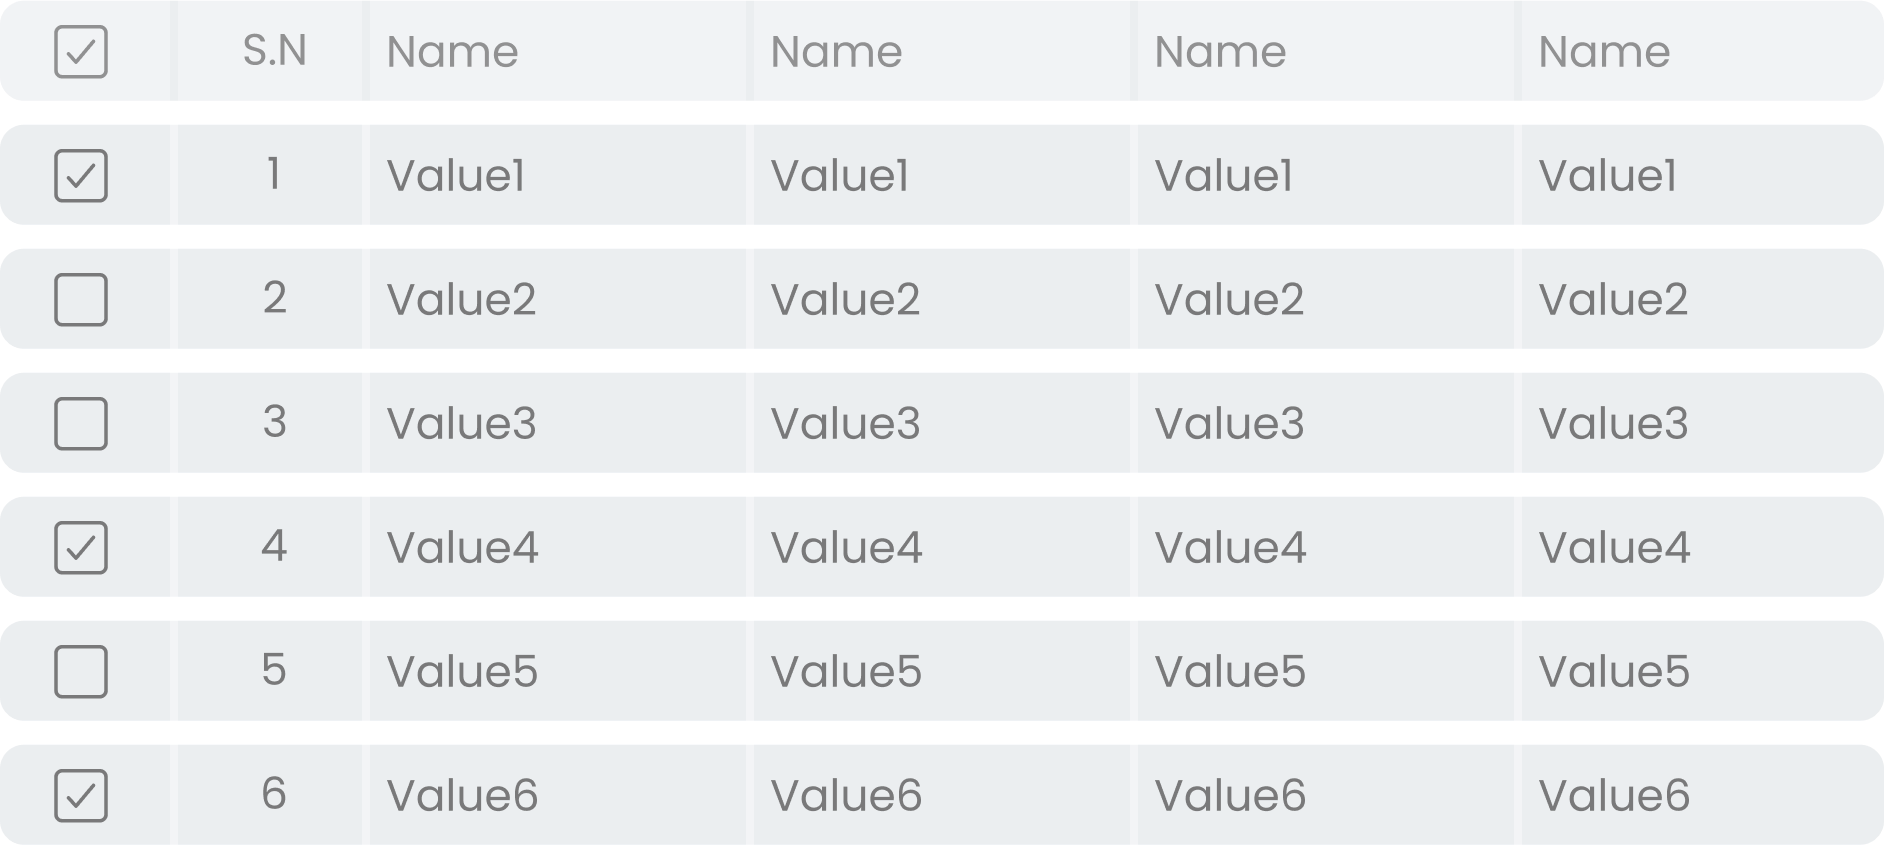 S.N Name Name Name Name
1 Value1 Value1 Value1 Value1
2 Value2 Value2 Value2 Value2
3 Value3 Value3 Value3 Value3
4 Value4 Value4 Value4 Value4
5 Value5 Value5 Value5 Value5
6 Value6 Value6 Value6 Value6